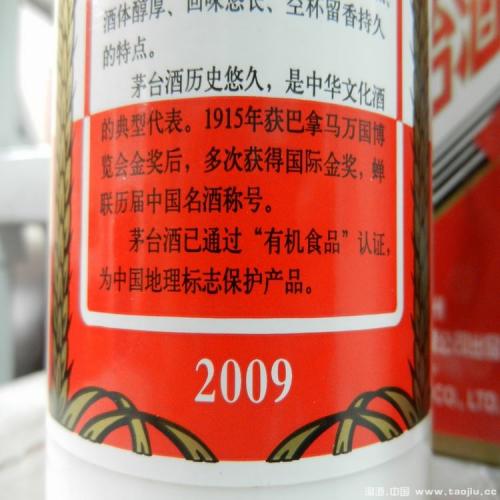 酒体醇厚、回味悠长、空杯留香持久
的特点。
茅台酒历史悠久，是中华文化酒
的典型代表。1915年获巴拿马万国博
览会金奖后，多次获得国际金奖，蝉
联历届中国名酒称号。
茅台酒已通过“有机食品”认证，
为中国地理标志保护产品。
2009
台酒
CO., LTD
淘酒.中国 www.taojiu.cc